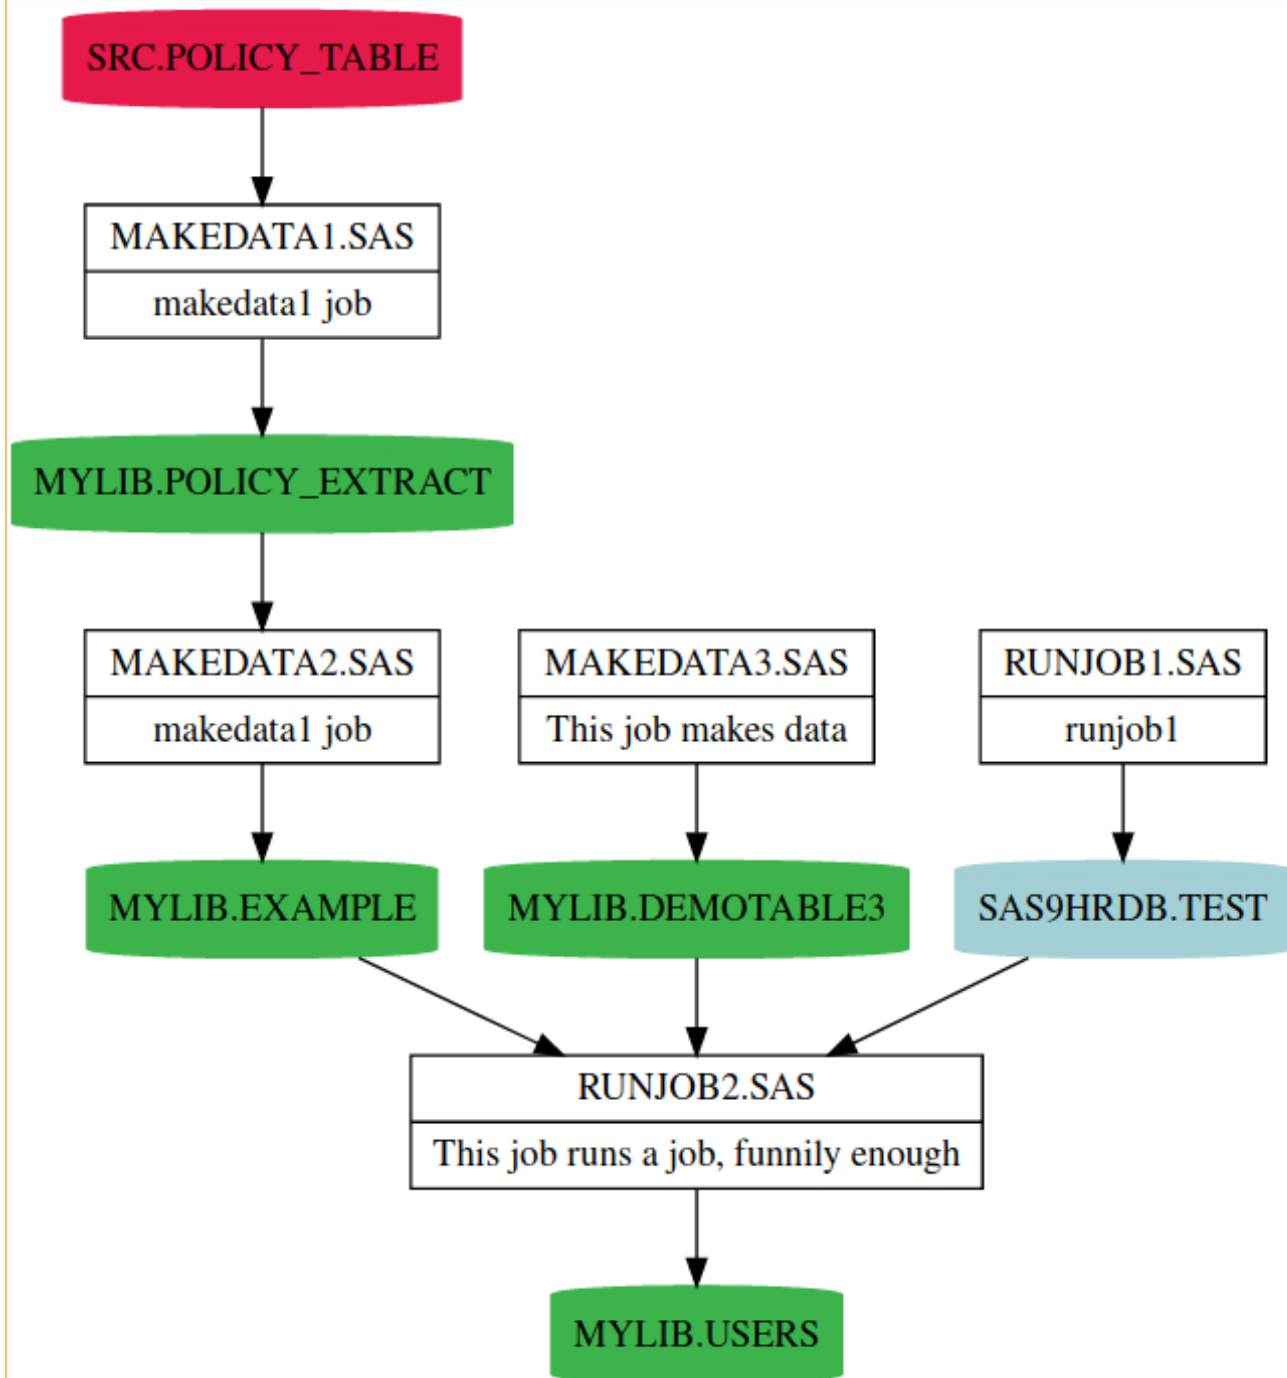 SRC.POLICY_TABLE
MAKEDATA1.SAS
makedata1 job
MYLIB.POLICY_EXTRACT
MAKEDATA2.SAS
makedata1 job
MAKEDATA3.SAS
This job makes data
RUNJOB1.SAS
runjob1
MYLIB.EXAMPLE
MYLIB.DEMOTABLE3
SAS9HRDB.TEST
RUNJOB2.SAS
This job runs a job, funnily enough
MYLIB.USERS